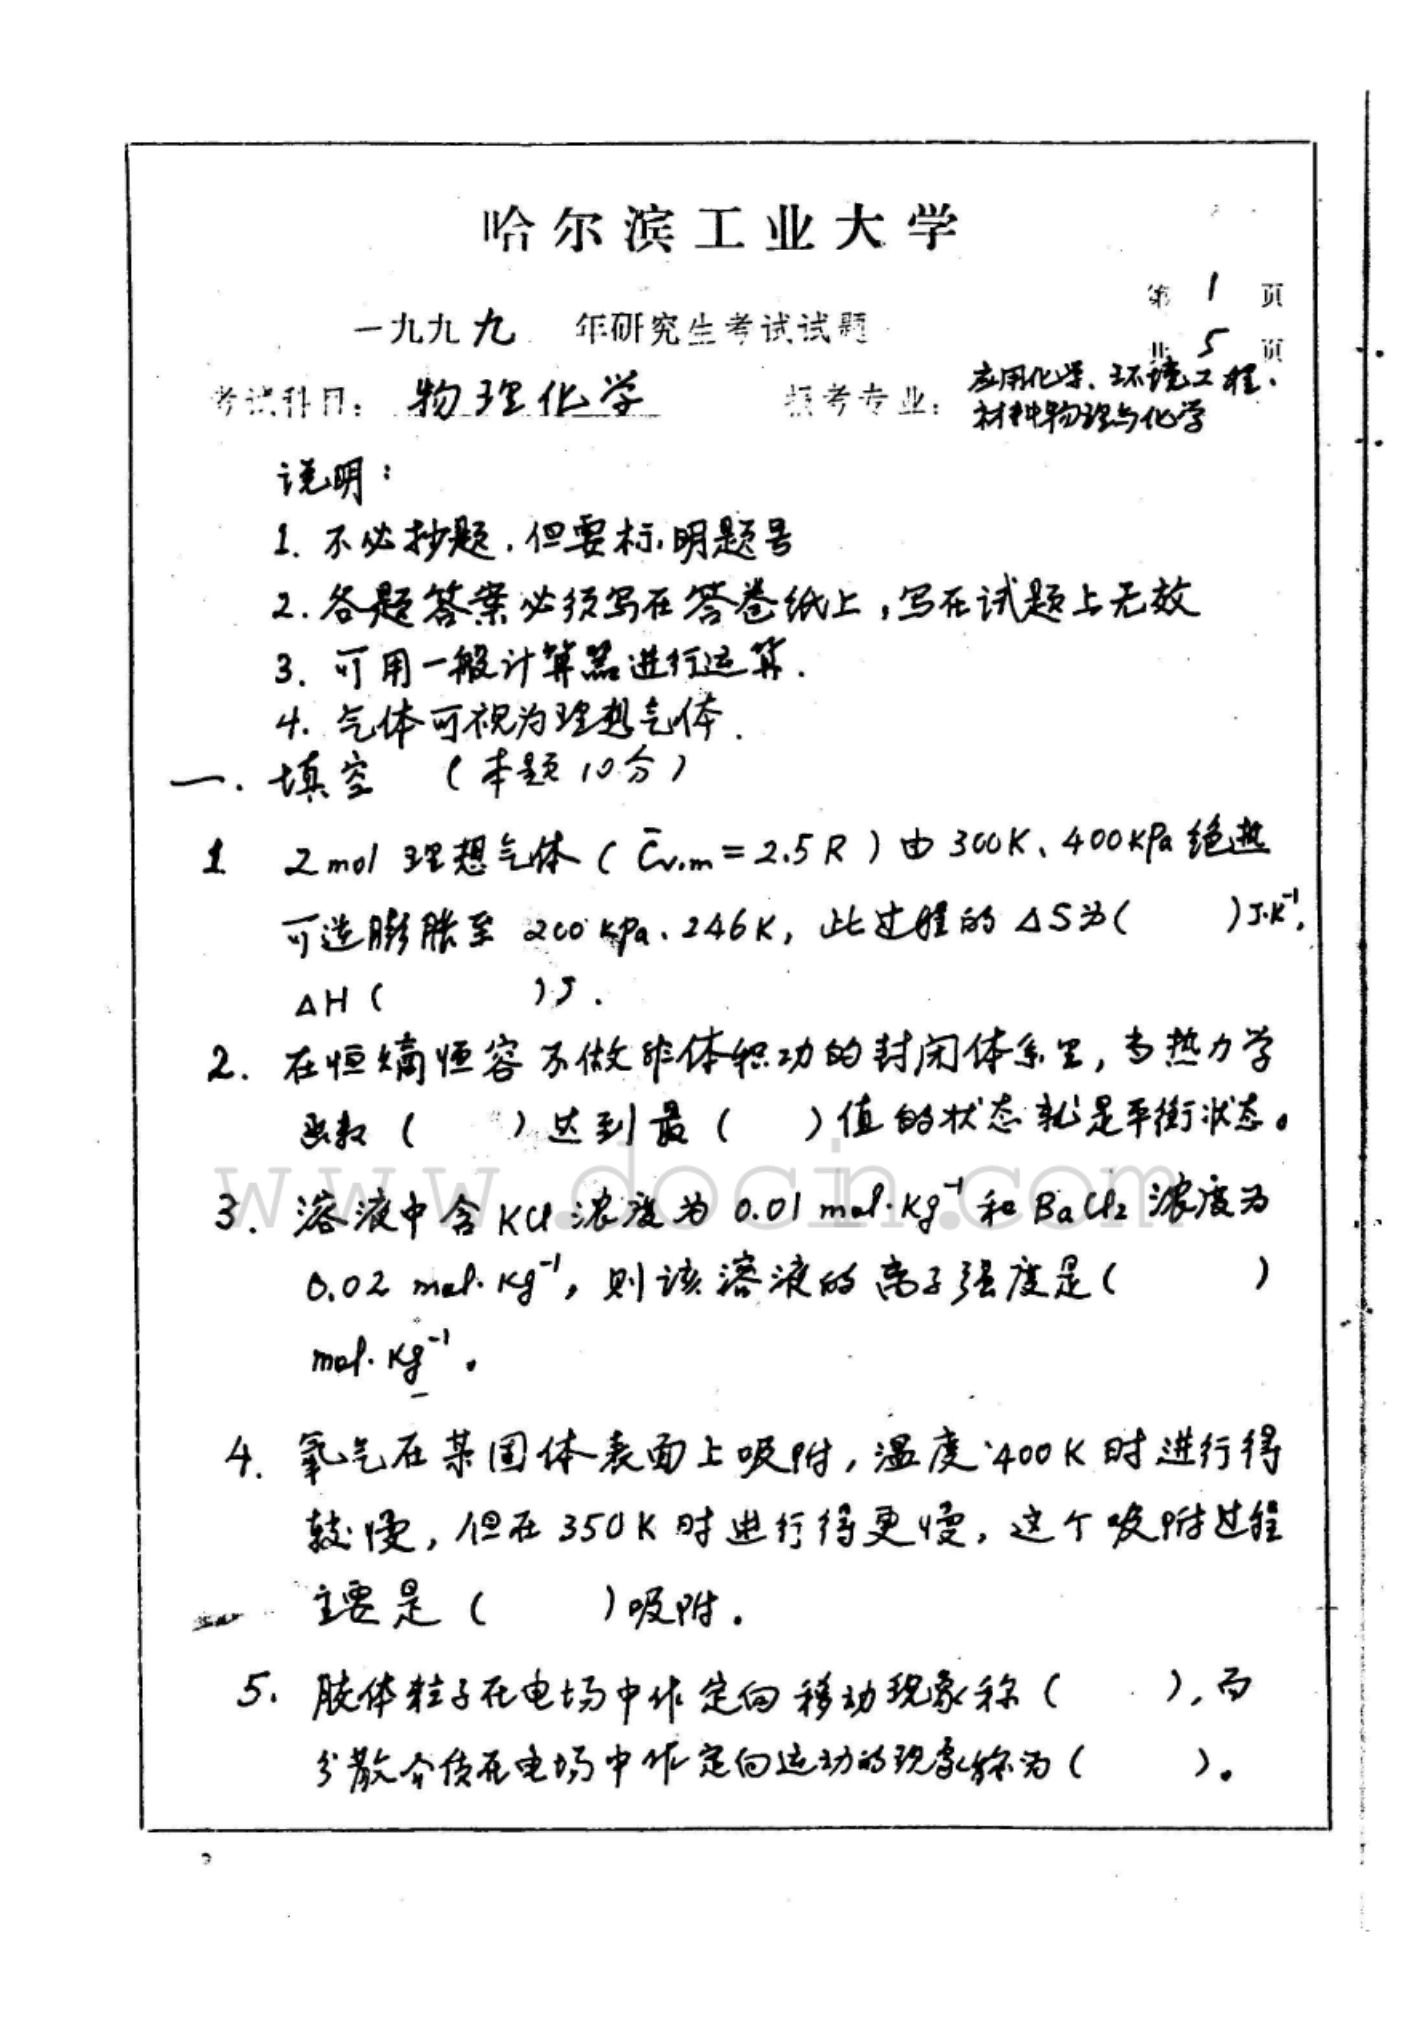 哈尔滨工业大学
第 1 页
一九九九 年研究生考试试题
共 5 页
考试科目: 物理化学 报考专业: 应用化学、环境工程、
材料物理与化学
说明:
1. 不必抄题,但要标明题号
2. 各题答案必须写在答卷纸上,写在试题上无效
3. 可用一般计算器进行运算.
4. 气体可视为理想气体.
一. 填空 (本题10分)
1 2mol 理想气体( C̄v.m = 2.5R )由 300K、400KPa 绝热
可逆膨胀至 200 KPa、246K, 此过程的 ΔS为( )J·K⁻¹,
ΔH ( )J.
2. 在恒熵恒容不做非体积功的封闭体系里,当热力学
函数 ( )达到最( )值的状态就是平衡状态。
www.docin.com
3. 溶液中含 KCl 浓度为 0.01 mol·Kg⁻¹ 和 BaCl₂ 浓度为
0.02 mol·Kg⁻¹, 则该溶液的离子强度是( )
mol·Kg⁻¹。
4. 氧气在某固体表面上吸附,温度 400K 时进行得
较慢,但在 350K 时进行得更慢,这个吸附过程
主要是 ( )吸附。
5. 胶体粒子在电场中作定向移动现象称( ),而
分散介质在电场中作定向运动的现象称为( )。